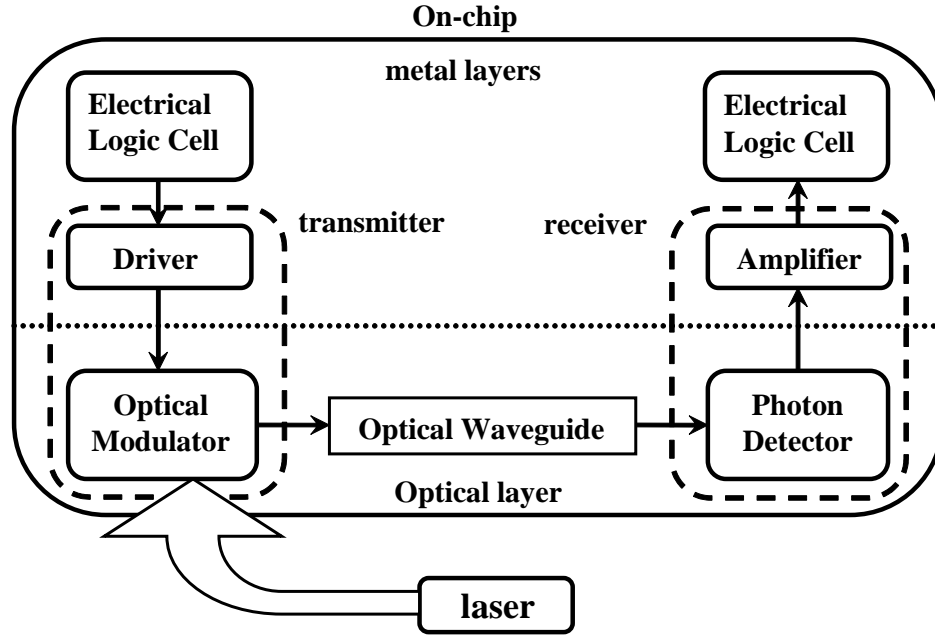 On-chip
metal layers
Electrical
Logic Cell
Electrical
Logic Cell
transmitter
receiver
Driver
Amplifier
Optical
Modulator
Optical Waveguide
Photon
Detector
Optical layer
laser